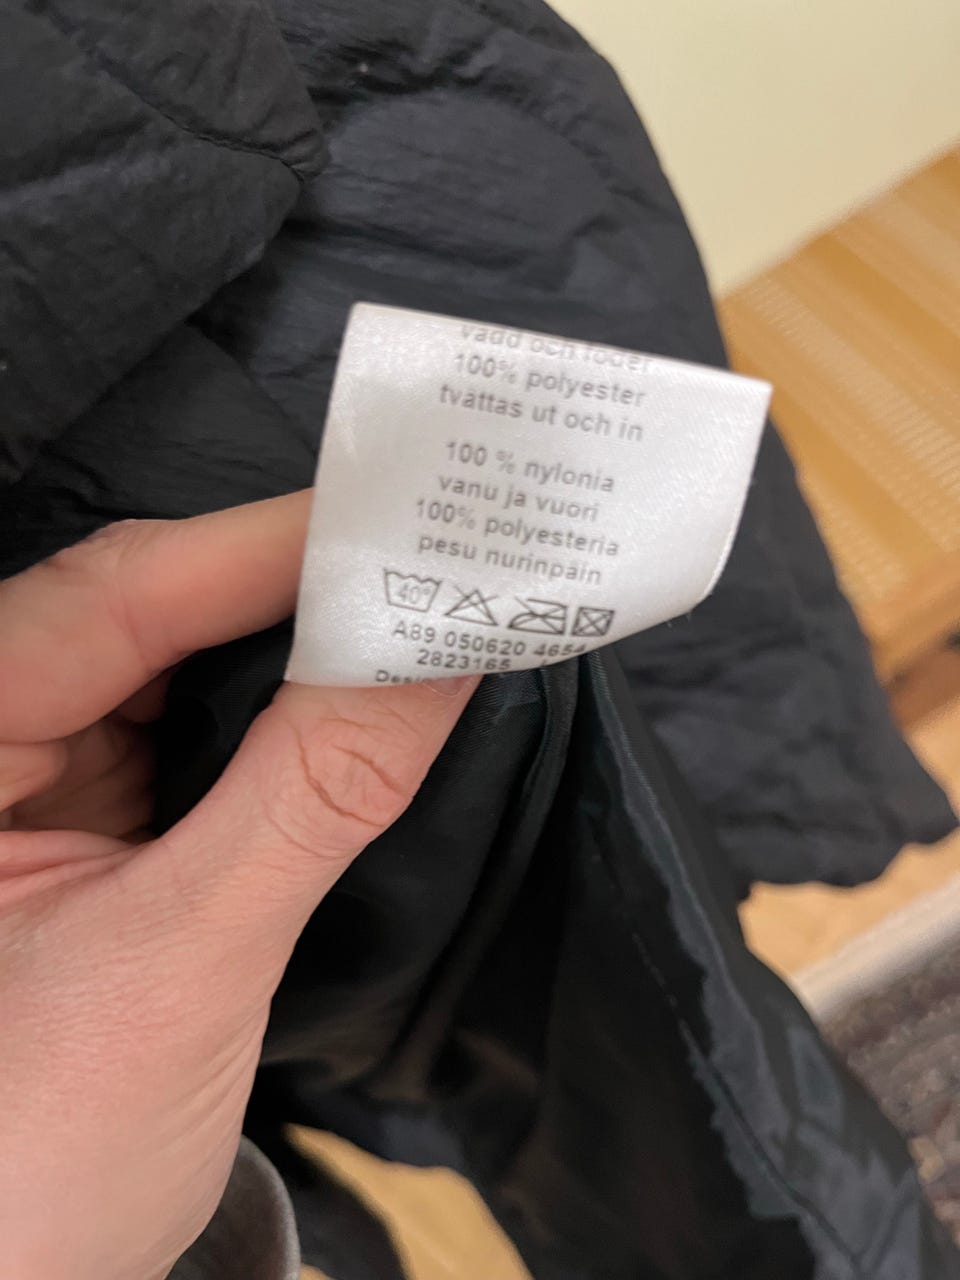 vadd och foder
100% polyester
tvättas ut och in
100 % nylonia
vanu ja vuori
100% polyesteria
pesu nurinpäin
40°
A89 050620 4654
2823165